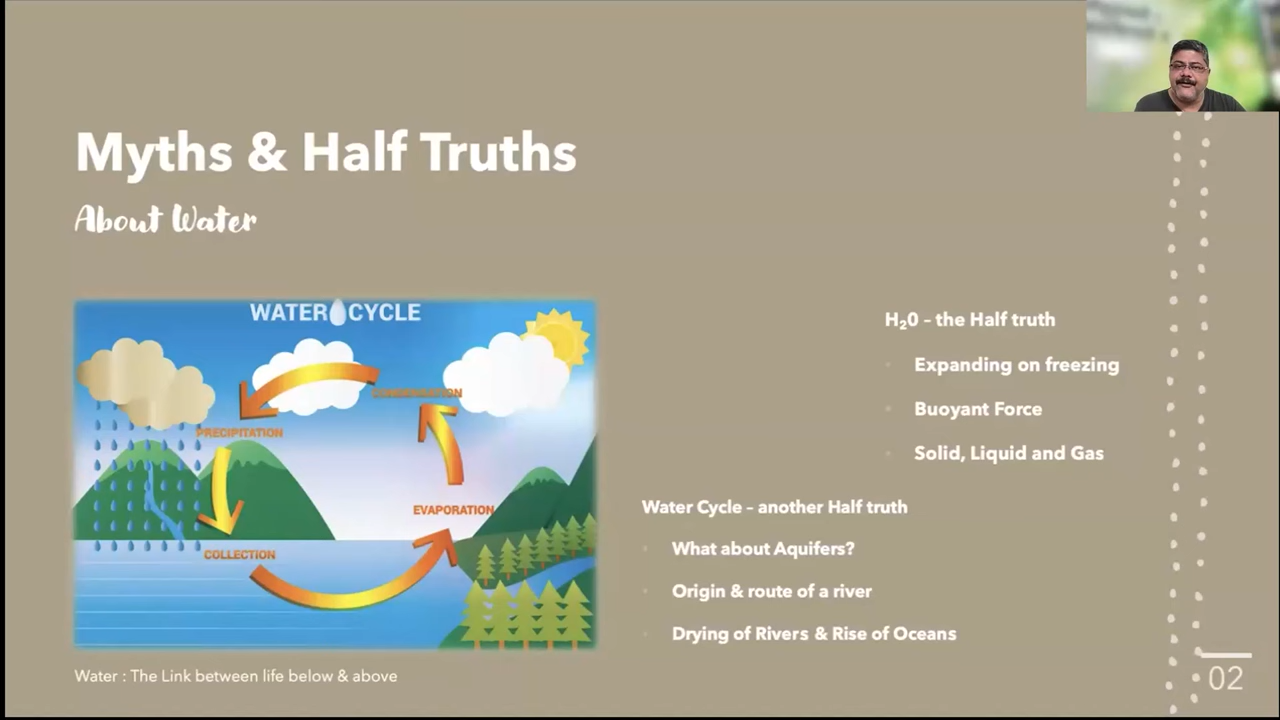 Myths & Half Truths
About Water
WATER CYCLE
CONDENSATION
PRECIPITATION
EVAPORATION
COLLECTION
H₂0 – the Half truth
Expanding on freezing
Buoyant Force
Solid, Liquid and Gas
Water Cycle – another Half truth
What about Aquifers?
Origin & route of a river
Drying of Rivers & Rise of Oceans
Water : The Link between life below & above
02